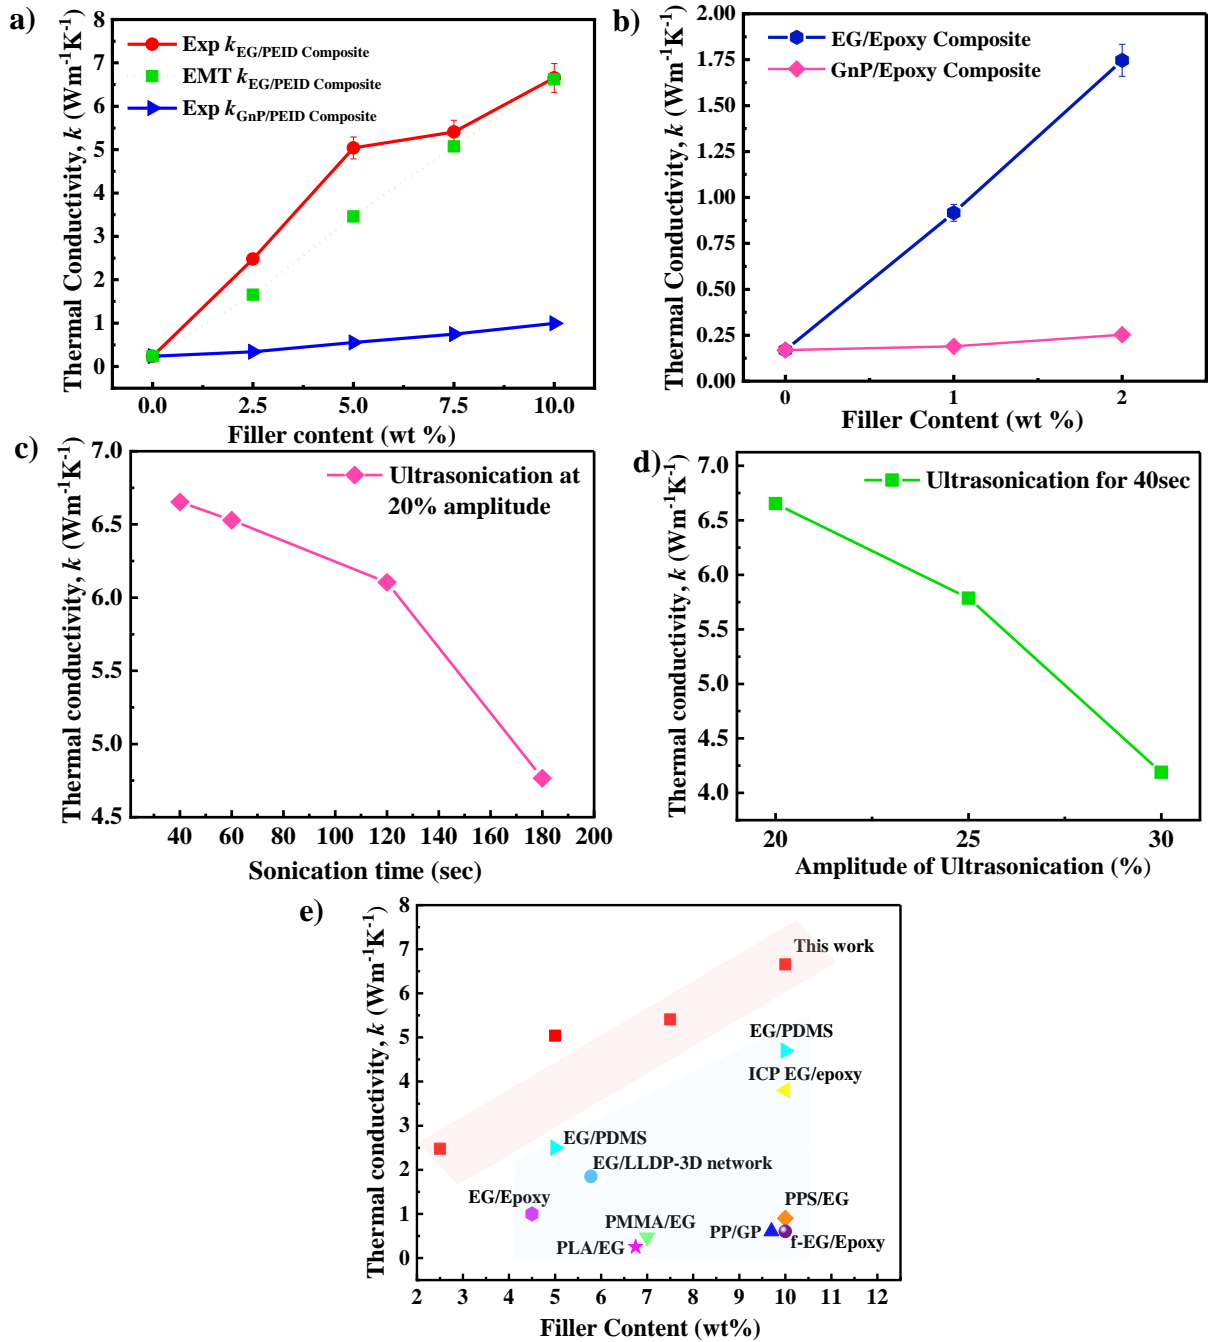 a)
Thermal Conductivity, k (Wm⁻¹K⁻¹)
8
7
6
5
4
3
2
1
0
Exp k EG/PEID Composite
EMT k EG/PEID Composite
Exp k GnP/PEID Composite
0.0 2.5 5.0 7.5 10.0
Filler content (wt %)
b)
Thermal Conductivity, k (Wm⁻¹K⁻¹)
2.00
1.75
1.50
1.25
1.00
0.75
0.50
0.25
0.00
EG/Epoxy Composite
GnP/Epoxy Composite
0 1 2
Filler Content (wt %)
c)
Thermal conductivity, k (Wm⁻¹K⁻¹)
7.0
6.5
6.0
5.5
5.0
4.5
Ultrasonication at
20% amplitude
40 60 80 100 120 140 160 180 200
Sonication time (sec)
d)
Thermal conductivity, k (Wm⁻¹K⁻¹)
7.0
6.5
6.0
5.5
5.0
4.5
4.0
Ultrasonication for 40sec
20 25 30
Amplitude of Ultrasonication (%)
e)
Thermal conductivity, k (Wm⁻¹K⁻¹)
8
7
6
5
4
3
2
1
0
This work
EG/PDMS
ICP EG/epoxy
EG/PDMS
EG/LLDP-3D network
EG/Epoxy
PPS/EG
PMMA/EG
PP/GP
f-EG/Epoxy
PLA/EG
2 3 4 5 6 7 8 9 10 11 12
Filler Content (wt%)